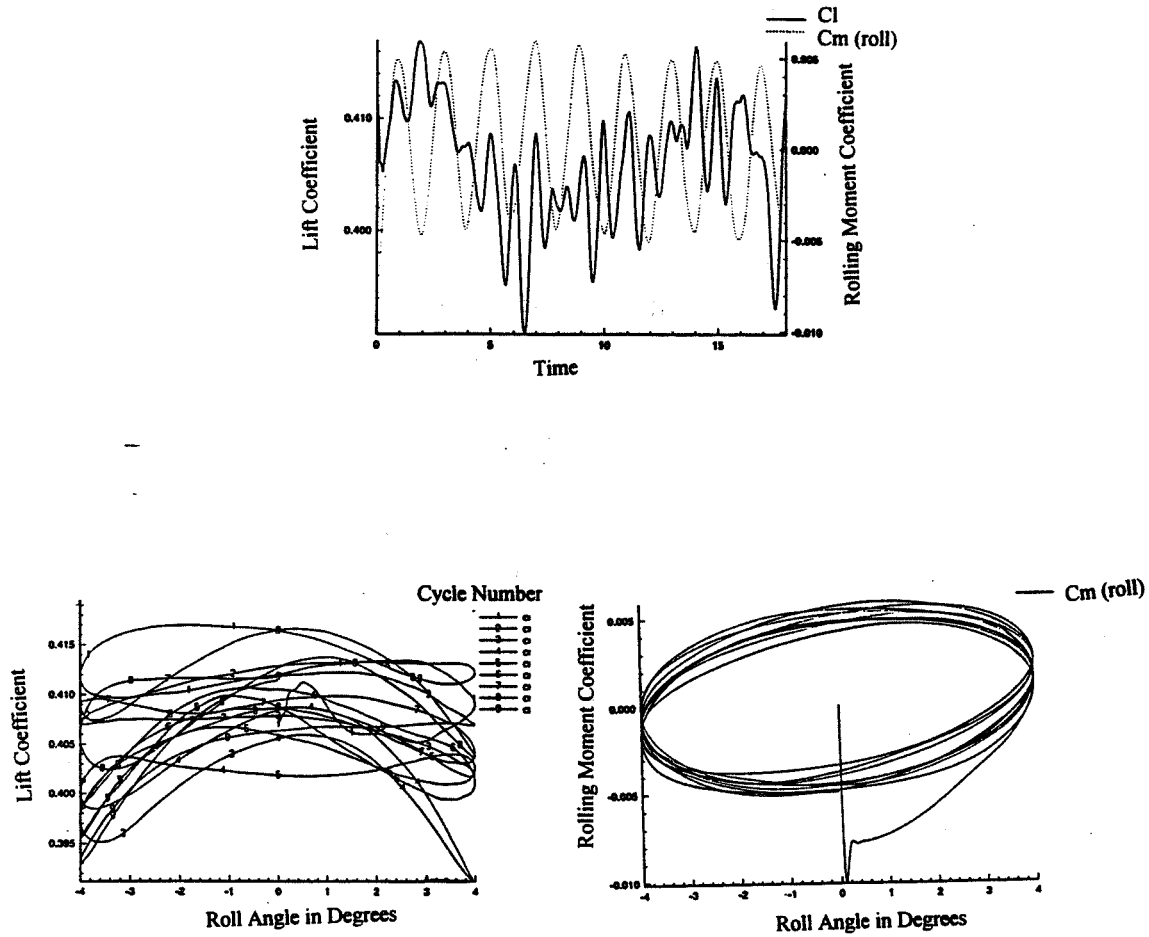 Cl
Cm (roll)
0.005
0.410
0.000
0.400
-0.005
-0.010
Lift Coefficient
Rolling Moment Coefficient
0 5 10 15
Time
Cycle Number
0.415
0.410
0.405
0.400
0.395
Lift Coefficient
-4 -3 -2 -1 0 1 2 3 4
Roll Angle in Degrees
Cm (roll)
0.005
0.000
-0.005
-0.010
Rolling Moment Coefficient
-4 -3 -1 0 1 3 4
Roll Angle in Degrees